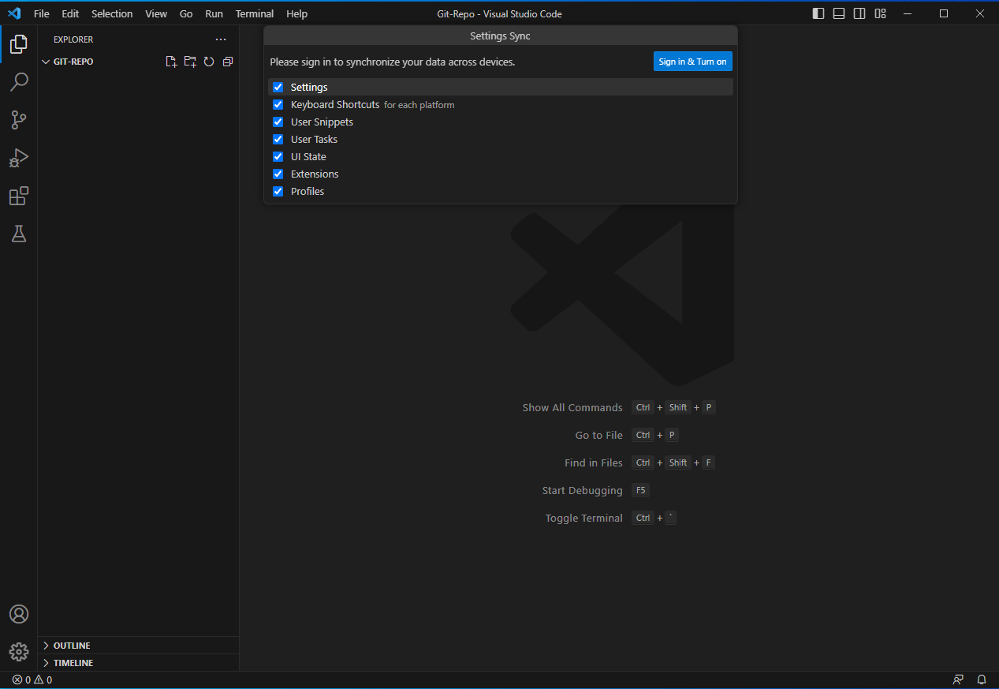 File Edit Selection View Go Run Terminal Help
Git-Repo - Visual Studio Code
EXPLORER
GIT-REPO
Settings Sync
Please sign in to synchronize your data across devices.
Sign in & Turn on
Settings
Keyboard Shortcuts for each platform
User Snippets
User Tasks
UI State
Extensions
Profiles
Show All Commands Ctrl + Shift + P
Go to File Ctrl + P
Find in Files Ctrl + Shift + F
Start Debugging F5
Toggle Terminal Ctrl + `
OUTLINE
TIMELINE
0 0